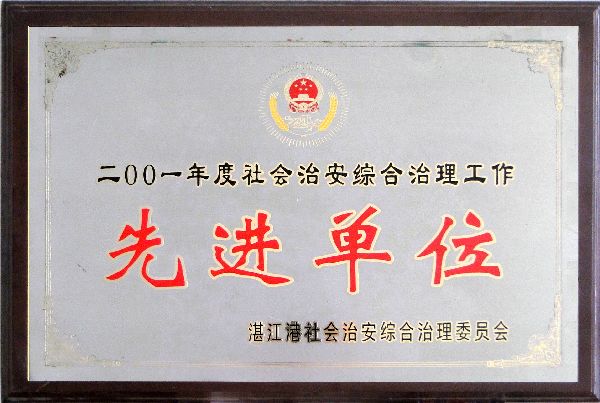 二00一年度社会治安综合治理工作
先进单位
湛江港社会治安综合治理委员会